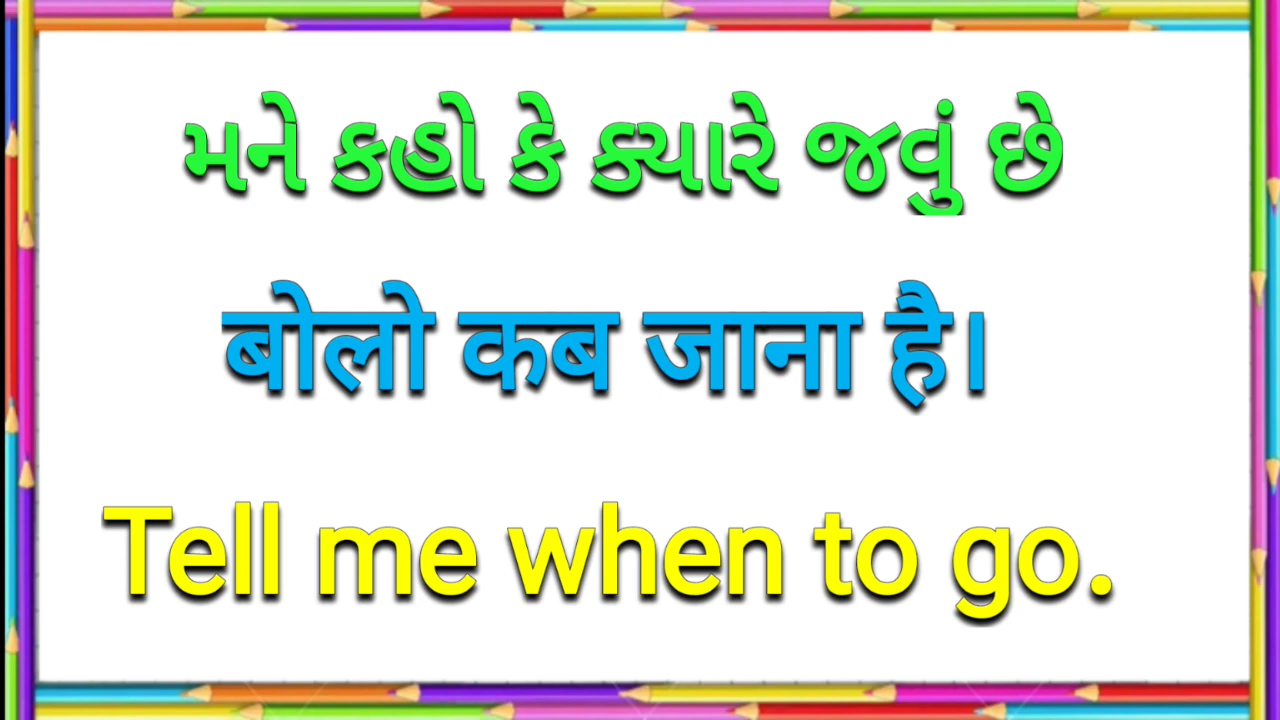 મને કહો કે ક્યારે જવું છે
बोलो कब जाना है।
Tell me when to go.